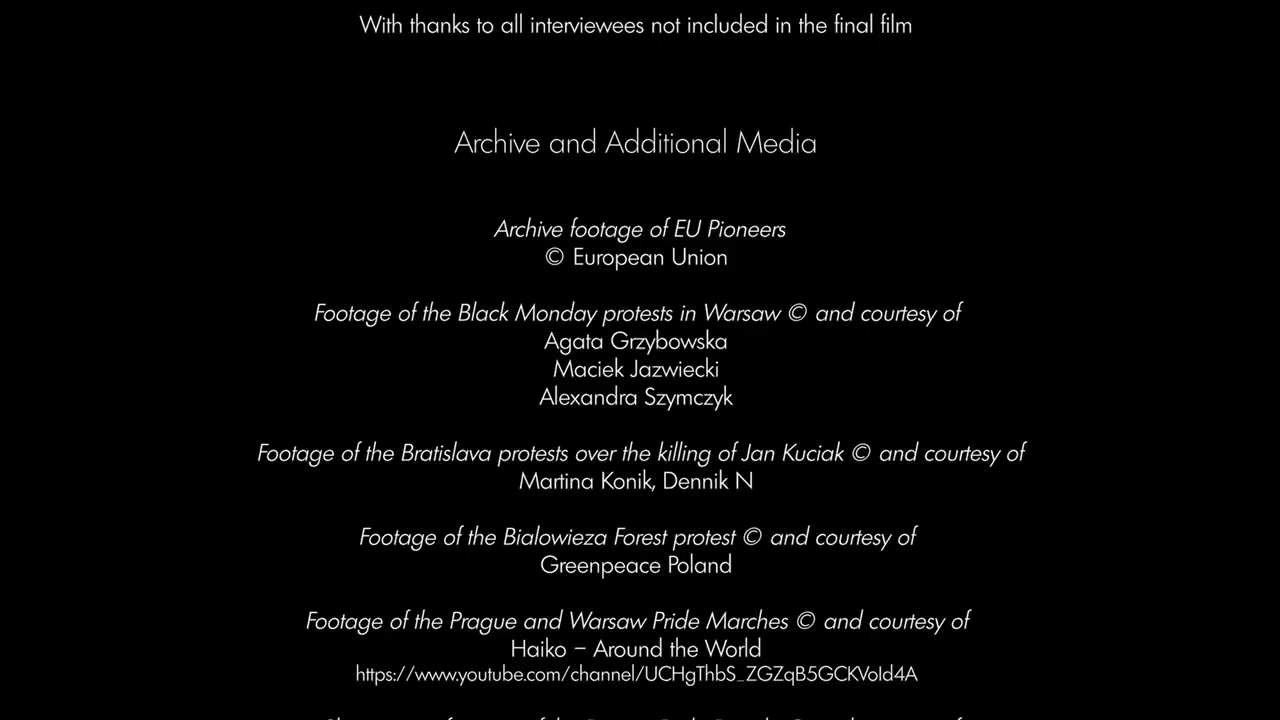 With thanks to all interviewees not included in the final film
Archive and Additional Media
Archive footage of EU Pioneers
© European Union
Footage of the Black Monday protests in Warsaw © and courtesy of
Agata Grzybowska
Maciek Jazwiecki
Alexandra Szymczyk
Footage of the Bratislava protests over the killing of Jan Kuciak © and courtesy of
Martina Konik, Dennik N
Footage of the Bialowieza Forest protest © and courtesy of
Greenpeace Poland
Footage of the Prague and Warsaw Pride Marches © and courtesy of
Haiko – Around the World
https://www.youtube.com/channel/UCHgThbS_ZGZqB5GCKVoId4A